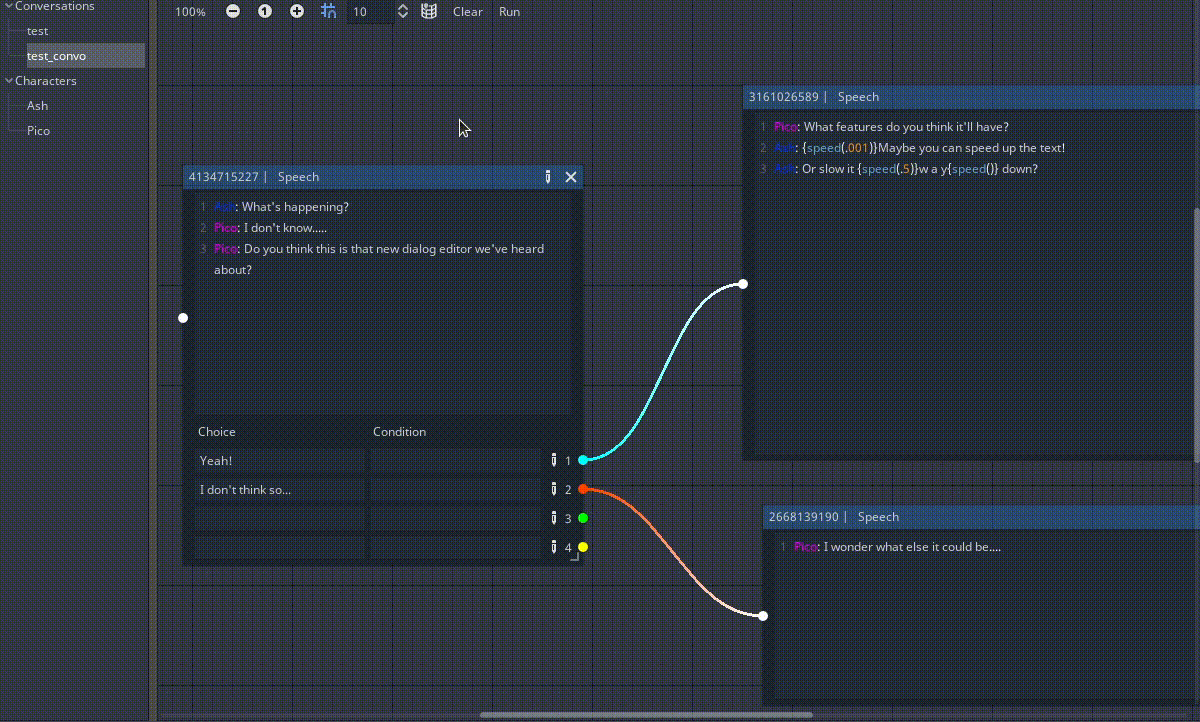 Conversations
test
test_convo
Characters
Ash
Pico
100% 1 10 Clear Run
4134715227 | Speech
1 Ash: What's happening?
2 Pico: I don't know.....
3 Pico: Do you think this is that new dialog editor we've heard
about?
Choice Condition
Yeah! 1
I don't think so... 2
3
4
3161026589 | Speech
1 Pico: What features do you think it'll have?
2 Ash: {speed(.001)}Maybe you can speed up the text!
3 Ash: Or slow it {speed(.5)}w a y{speed()} down?
2668139190 | Speech
1 Pico: I wonder what else it could be....